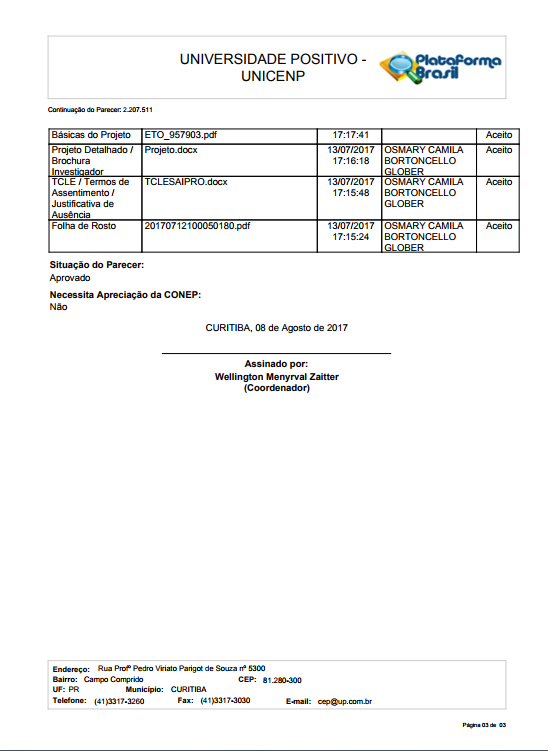 UNIVERSIDADE POSITIVO -
UNICENP
Plataforma
Brasil
Continuação do Parecer: 2.207.511
Básicas do Projeto ETO_957903.pdf 17:17:41 Aceito
Projeto Detalhado / Projeto.docx 13/07/2017 OSMARY CAMILA Aceito
Brochura 17:16:18 BORTONCELLO
Investigador GLOBER
TCLE / Termos de TCLESAIPRO.docx 13/07/2017 OSMARY CAMILA Aceito
Assentimento / 17:15:48 BORTONCELLO
Justificativa de GLOBER
Ausência
Folha de Rosto 20170712100050180.pdf 13/07/2017 OSMARY CAMILA Aceito
17:15:24 BORTONCELLO
GLOBER
Situação do Parecer:
Aprovado
Necessita Apreciação da CONEP:
Não
CURITIBA, 08 de Agosto de 2017
Assinado por:
Wellington Menyrval Zaitter
(Coordenador)
Endereço: Rua Profº Pedro Viriato Parigot de Souza nº 5300
Bairro: Campo Comprido CEP: 81.280-300
UF: PR Município: CURITIBA
Telefone: (41)3317-3260 Fax: (41)3317-3030 E-mail: cep@up.com.br
Página 03 de 03